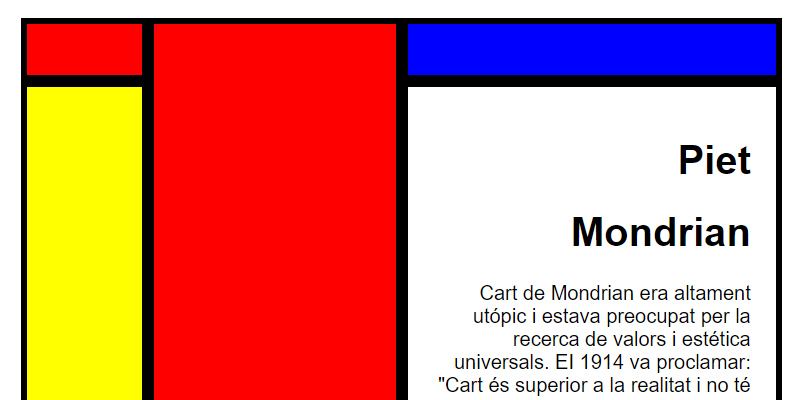 Piet
Mondrian
Cart de Mondrian era altament
utópic i estava preocupat per la
recerca de valors i estética
universals. El 1914 va proclamar:
"Cart és superior a la realitat i no té